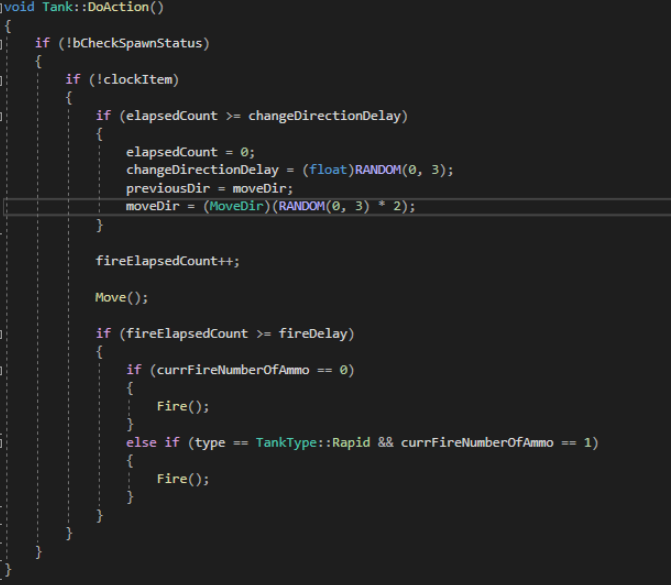 void Tank::DoAction()
{
if (!bCheckSpawnStatus)
{
if (!clockItem)
{
if (elapsedCount >= changeDirectionDelay)
{
elapsedCount = 0;
changeDirectionDelay = (float)RANDOM(0, 3);
previousDir = moveDir;
moveDir = (MoveDir)(RANDOM(0, 3) * 2);
}
fireElapsedCount++;
Move();
if (fireElapsedCount >= fireDelay)
{
if (currFireNumberOfAmmo == 0)
{
Fire();
}
else if (type == TankType::Rapid && currFireNumberOfAmmo == 1)
{
Fire();
}
}
}
}
}